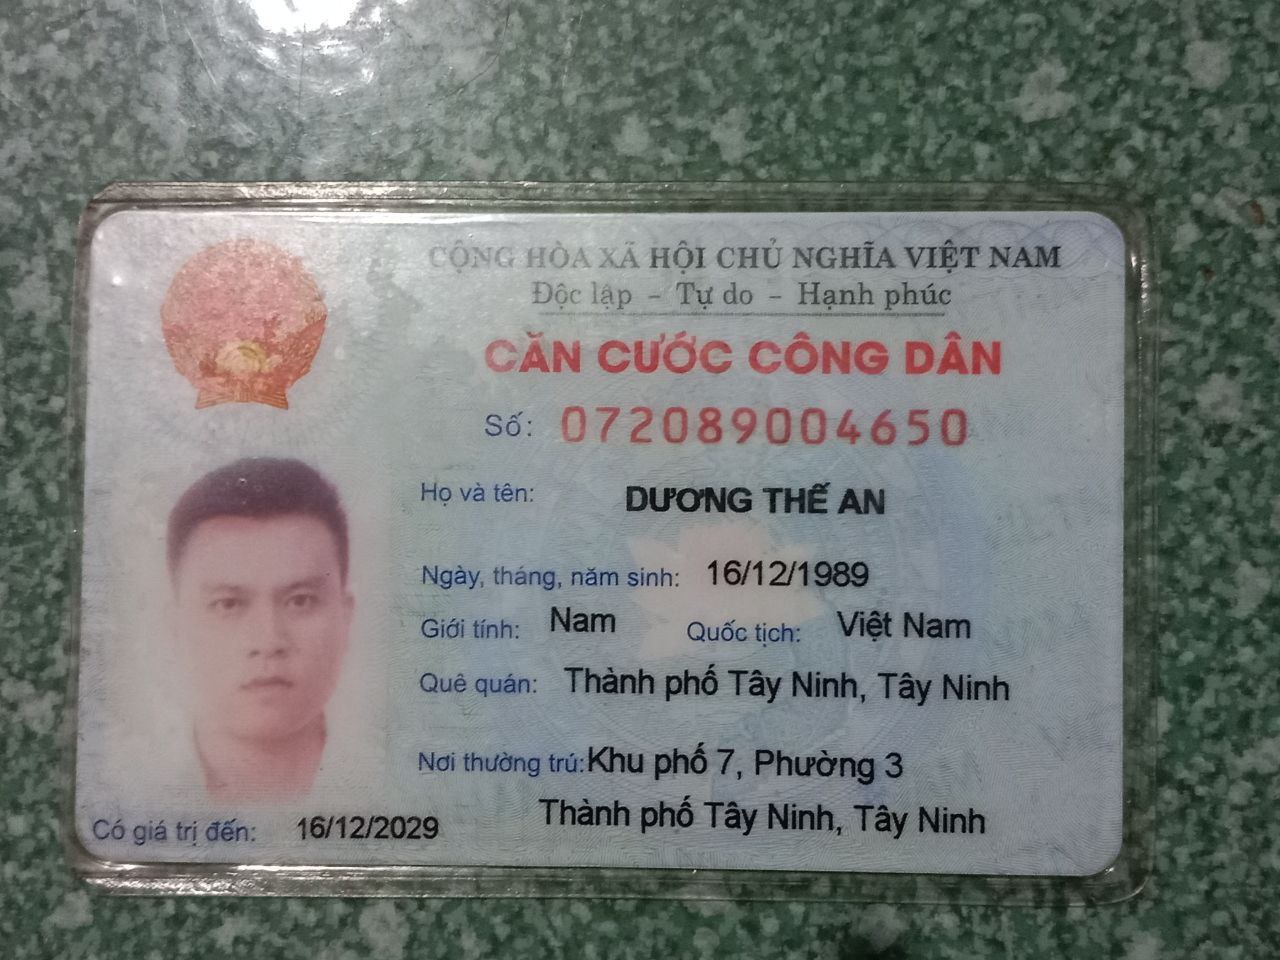 CỘNG HÒA XÃ HỘI CHỦ NGHĨA VIỆT NAM
Độc lập – Tự do – Hạnh phúc
CĂN CƯỚC CÔNG DÂN
Số: 072089004650
Họ và tên: DƯƠNG THẾ AN
Ngày, tháng, năm sinh: 16/12/1989
Giới tính: Nam Quốc tịch: Việt Nam
Quê quán: Thành phố Tây Ninh, Tây Ninh
Nơi thường trú: Khu phố 7, Phường 3
Thành phố Tây Ninh, Tây Ninh
Có giá trị đến: 16/12/2029